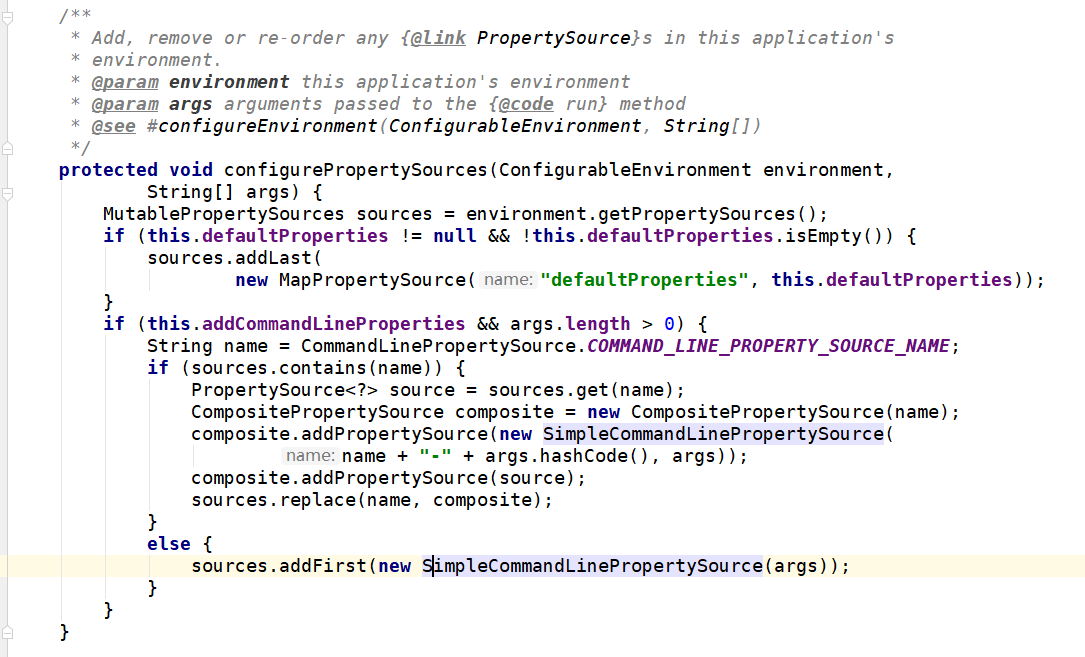 /**
 * Add, remove or re-order any {@link PropertySource}s in this application's
 * environment.
 * @param environment this application's environment
 * @param args arguments passed to the {@code run} method
 * @see #configureEnvironment(ConfigurableEnvironment, String[])
 */
protected void configurePropertySources(ConfigurableEnvironment environment,
        String[] args) {
    MutablePropertySources sources = environment.getPropertySources();
    if (this.defaultProperties != null && !this.defaultProperties.isEmpty()) {
        sources.addLast(
                new MapPropertySource( name: "defaultProperties", this.defaultProperties));
    }
    if (this.addCommandLineProperties && args.length > 0) {
        String name = CommandLinePropertySource.COMMAND_LINE_PROPERTY_SOURCE_NAME;
        if (sources.contains(name)) {
            PropertySource<?> source = sources.get(name);
            CompositePropertySource composite = new CompositePropertySource(name);
            composite.addPropertySource(new SimpleCommandLinePropertySource(
                    name: name + "-" + args.hashCode(), args));
            composite.addPropertySource(source);
            sources.replace(name, composite);
        }
        else {
            sources.addFirst(new SimpleCommandLinePropertySource(args));
        }
    }
}